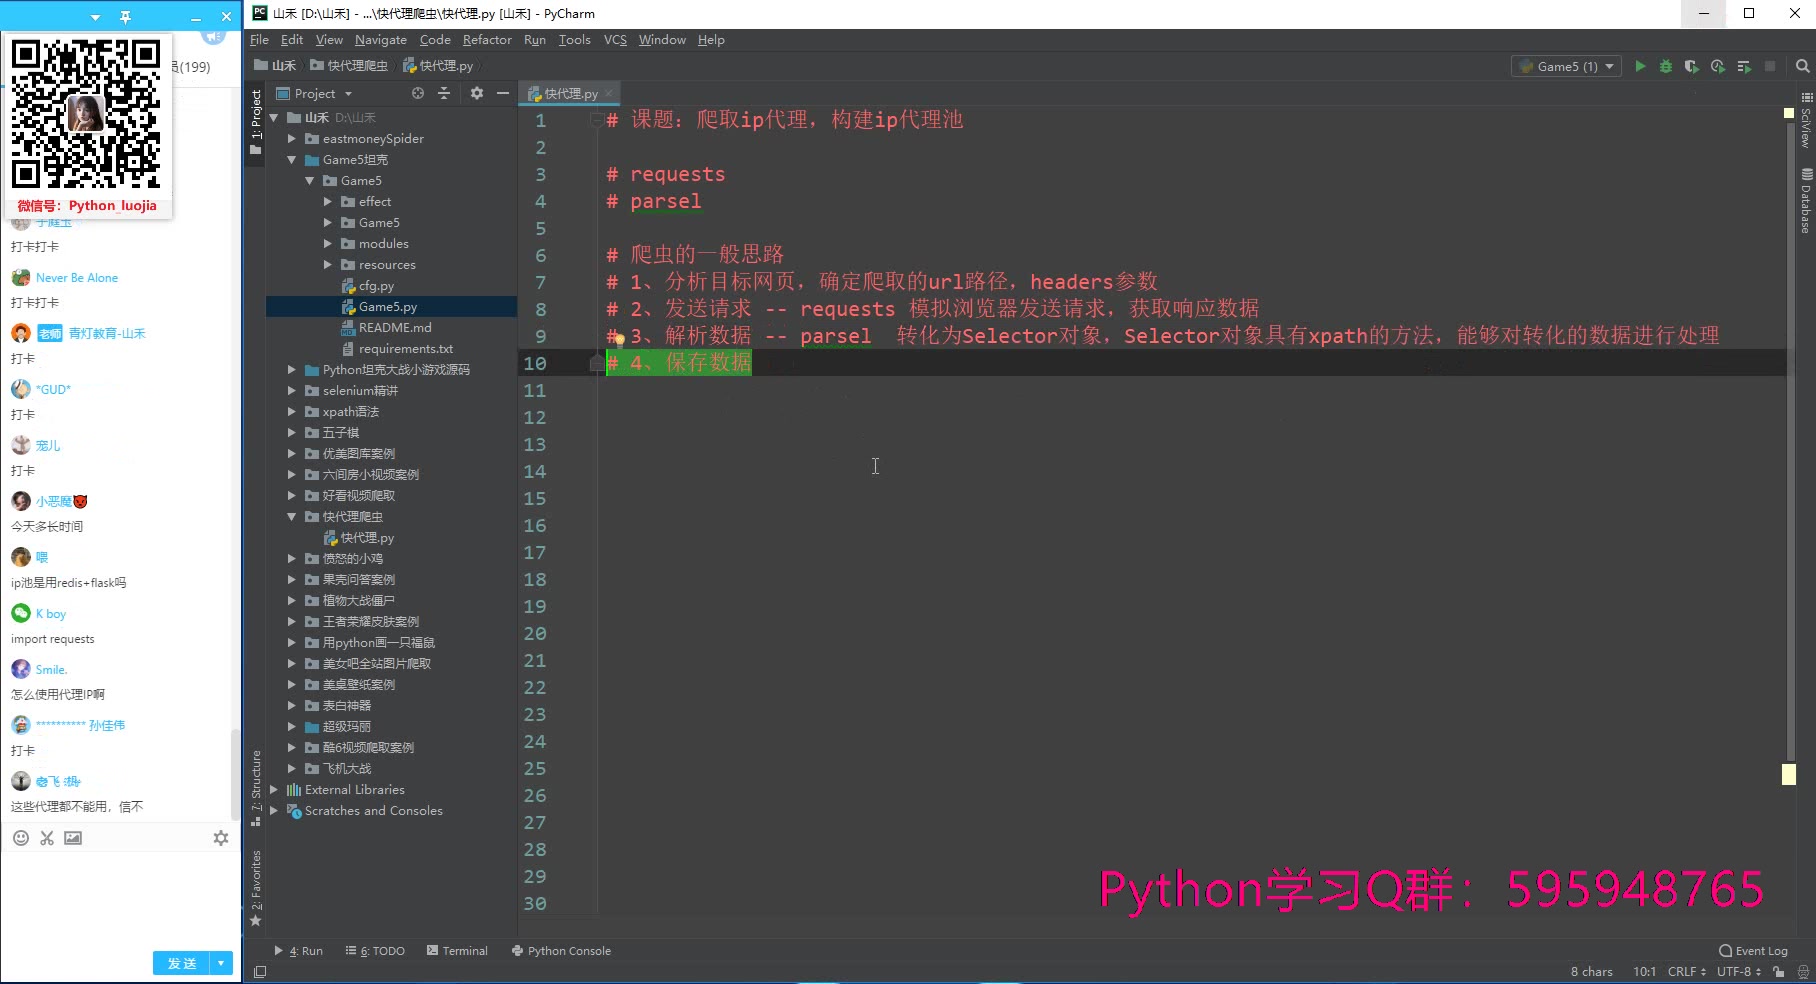 员(199)
微信号：Python_luojia
于庭玉
打卡打卡
Never Be Alone
打卡打卡
老师 青灯教育-山禾
打卡
*GUD*
打卡
宠儿
打卡
小恶魔
今天多长时间
喂
ip池是用redis+flask吗
K boy
import requests
Smile.
怎么使用代理IP啊
********** 孙佳伟
打卡
这些代理都不能用，信不
发 送
山禾 [D:\山禾] - ...\快代理爬虫\快代理.py [山禾] - PyCharm
File Edit View Navigate Code Refactor Run Tools VCS Window Help
山禾 快代理爬虫 快代理.py
Game5 (1)
1: Project
7: Structure
2: Favorites
Project
山禾 D:\山禾
eastmoneySpider
Game5坦克
Game5
effect
Game5
modules
resources
cfg.py
Game5.py
README.md
requirements.txt
Python坦克大战小游戏源码
selenium精讲
xpath语法
五子棋
优美图库案例
六间房小视频案例
好看视频爬取
快代理爬虫
快代理.py
愤怒的小鸡
果壳问答案例
植物大战僵尸
王者荣耀皮肤案例
用python画一只福鼠
美女吧全站图片爬取
美桌壁纸案例
表白神器
超级玛丽
酷6视频爬取案例
飞机大战
External Libraries
Scratches and Consoles
快代理.py
1 # 课题：爬取ip代理，构建ip代理池
2
3 # requests
4 # parsel
5
6 # 爬虫的一般思路
7 # 1、分析目标网页，确定爬取的url路径，headers参数
8 # 2、发送请求 -- requests 模拟浏览器发送请求，获取响应数据
9 # 3、解析数据 -- parsel 转化为Selector对象，Selector对象具有xpath的方法，能够对转化的数据进行处理
10 # 4、保存数据
11
12
13
14
15
16
17
18
19
20
21
22
23
24
25
26
27
28
29
30
SciView
Database
Python学习Q群：595948765
4: Run 6: TODO Terminal Python Console Event Log
8 chars 10:1 CRLF UTF-8